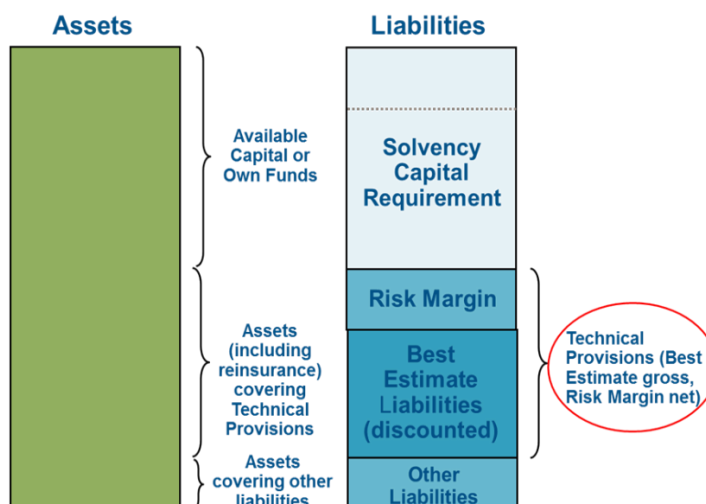 Assets
Liabilities
Available
Capital or
Own Funds
Solvency
Capital
Requirement
Risk Margin
Assets
(including
reinsurance)
covering
Technical
Provisions
Best
Estimate
Liabilities
(discounted)
Technical
Provisions (Best
Estimate gross,
Risk Margin net)
Assets
covering other
liabilities
Other
Liabilities